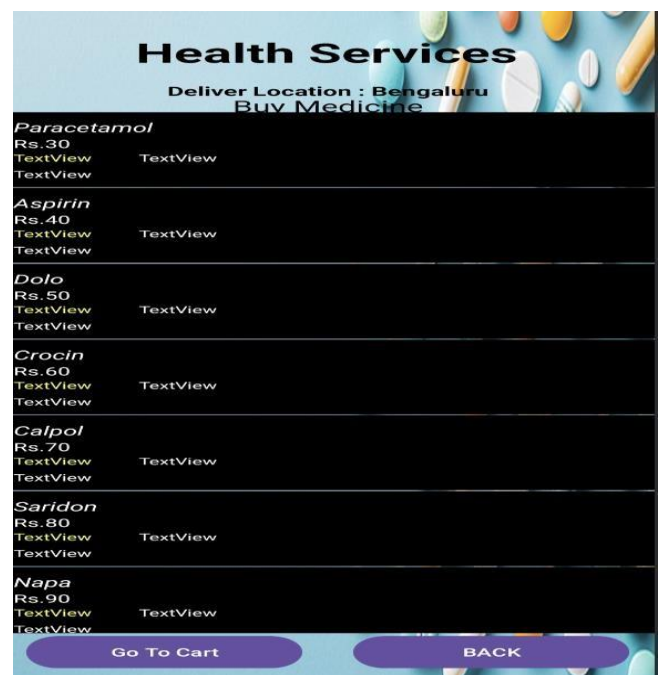 Health Services
Deliver Location : Bengaluru
Buy Medicine
Paracetamol
Rs.30
TextView TextView
TextView
Aspirin
Rs.40
TextView TextView
TextView
Dolo
Rs.50
TextView TextView
TextView
Crocin
Rs.60
TextView TextView
TextView
Calpol
Rs.70
TextView TextView
TextView
Saridon
Rs.80
TextView TextView
TextView
Napa
Rs.90
TextView TextView
TextView
Go To Cart BACK